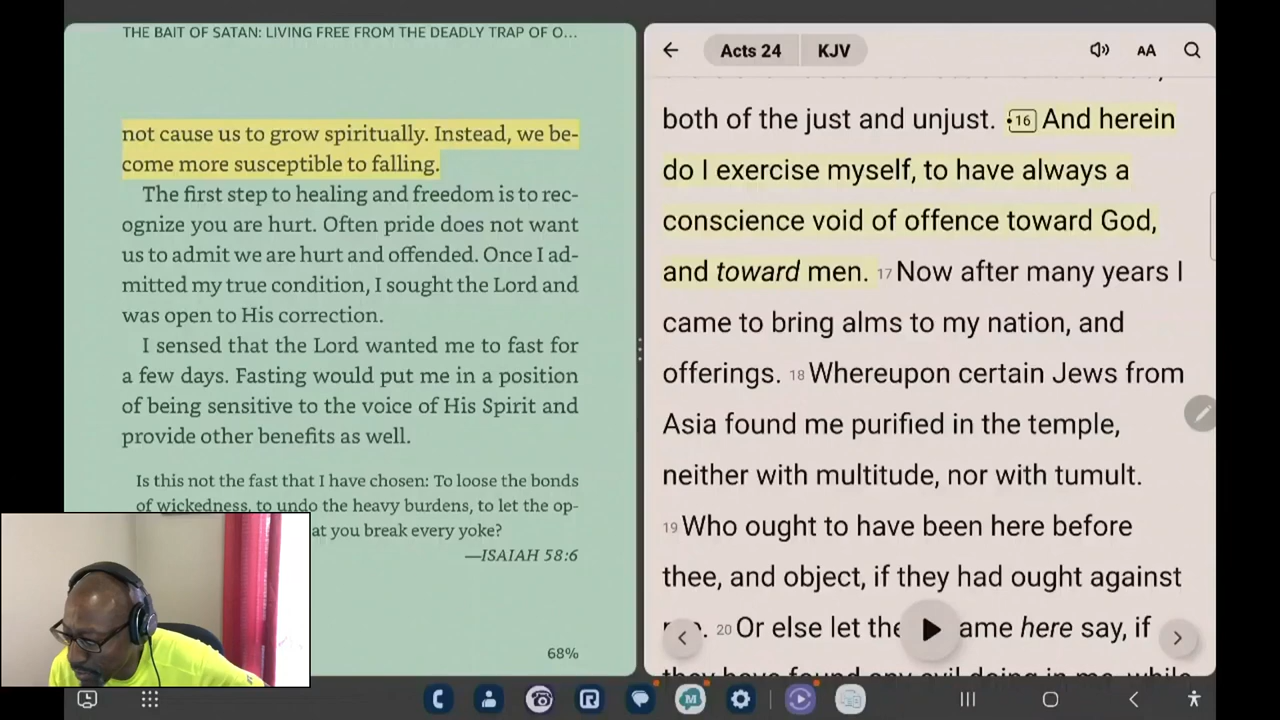 THE BAIT OF SATAN: LIVING FREE FROM THE DEADLY TRAP OF O...
not cause us to grow spiritually. Instead, we be-
come more susceptible to falling.
The first step to healing and freedom is to rec-
ognize you are hurt. Often pride does not want
us to admit we are hurt and offended. Once I ad-
mitted my true condition, I sought the Lord and
was open to His correction.
I sensed that the Lord wanted me to fast for
a few days. Fasting would put me in a position
of being sensitive to the voice of His Spirit and
provide other benefits as well.
Is this not the fast that I have chosen: To loose the bonds
of wickedness, to undo the heavy burdens, to let the op-
at you break every yoke?
—ISAIAH 58:6
68%
Acts 24 KJV
AA
both of the just and unjust. 16 And herein
do I exercise myself, to have always a
conscience void of offence toward God,
and toward men. 17 Now after many years I
came to bring alms to my nation, and
offerings. 18 Whereupon certain Jews from
Asia found me purified in the temple,
neither with multitude, nor with tumult.
19 Who ought to have been here before
thee, and object, if they had ought against
20 Or else let here say, if
they have found any evil doing in me, while